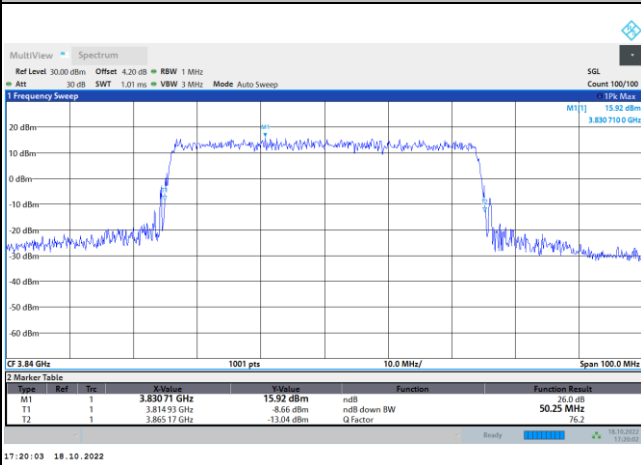 MultiView Spectrum
Ref Level 30.00 dBm Offset 4.20 dB RBW 1 MHz SGL
Att 30 dB SWT 1.01 ms VBW 3 MHz Mode Auto Sweep Count 100/100
1 Frequency Sweep 1Pk Max
M1[1] 15.92 dBm
3.830 710 0 GHz
M1
20 dBm
10 dBm
0 dBm
-10 dBm
-20 dBm
-30 dBm
-40 dBm
-50 dBm
-60 dBm
CF 3.84 GHz 1001 pts 10.0 MHz/ Span 100.0 MHz
2 Marker Table
Type Ref Trc X-Value Y-Value Function Function Result
M1 1 3.830 71 GHz 15.92 dBm ndB 26.0 dB
T1 1 3.814 93 GHz -8.66 dBm ndB down BW 50.25 MHz
T2 1 3.865 17 GHz -13.04 dBm Q Factor 76.2
Ready 18.10.2022
17:20:02
17:20:03 18.10.2022